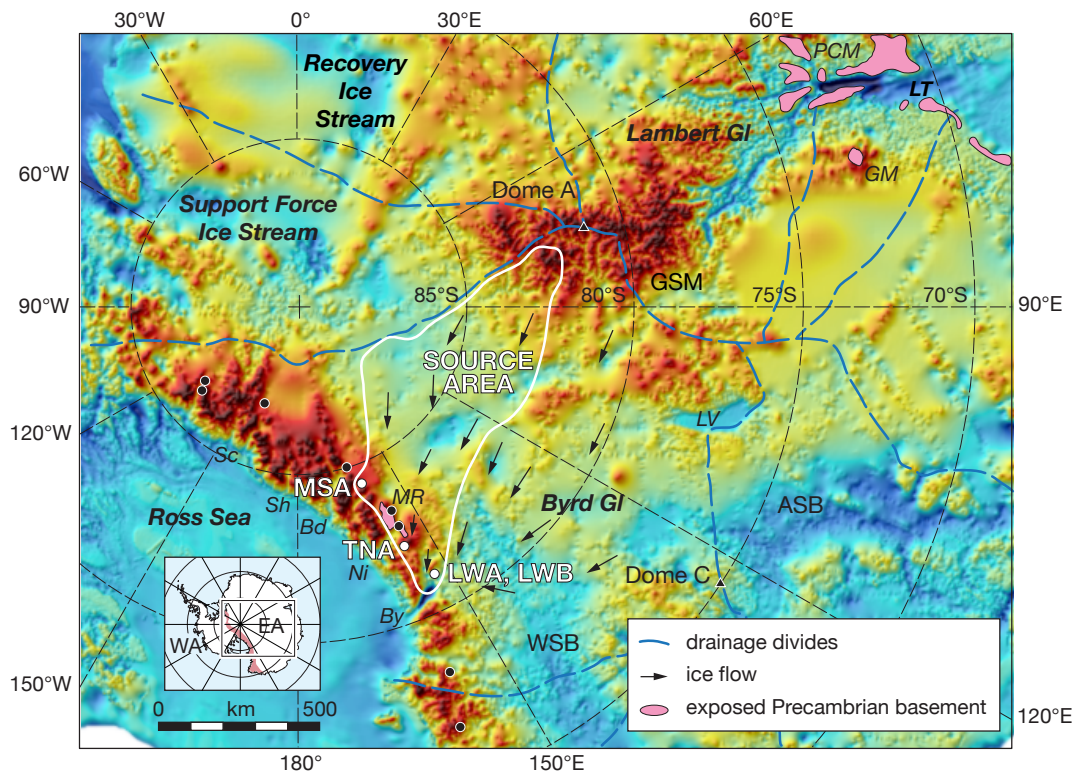 30°W
0°
30°E
60°E
Recovery
Ice
Stream
PCM
LT
Lambert Gl
GM
60°W
Dome A
Support Force
Ice Stream
GSM
85°S
80°S
75°S
70°S
90°W
90°E
SOURCE
AREA
LV
120°W
Sc
MSA
Sh
MR
Ross Sea
Bd
Byrd Gl
ASB
TNA
Ni
LWA, LWB
Dome C
By
WSB
WA
EA
drainage divides
ice flow
exposed Precambrian basement
150°W
0
km
500
120°E
180°
150°E